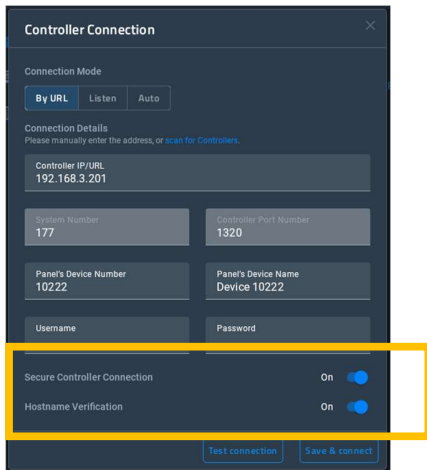 Controller Connection
Connection Mode
By URL Listen Auto
Connection Details
Please manually enter the address, or scan for Controllers.
Controller IP/URL
192.168.3.201
System Number Controller Port Number
177 1320
Panel's Device Number Panel's Device Name
10222 Device 10222
Username Password
Secure Controller Connection On
Hostname Verification On
Test connection Save & connect